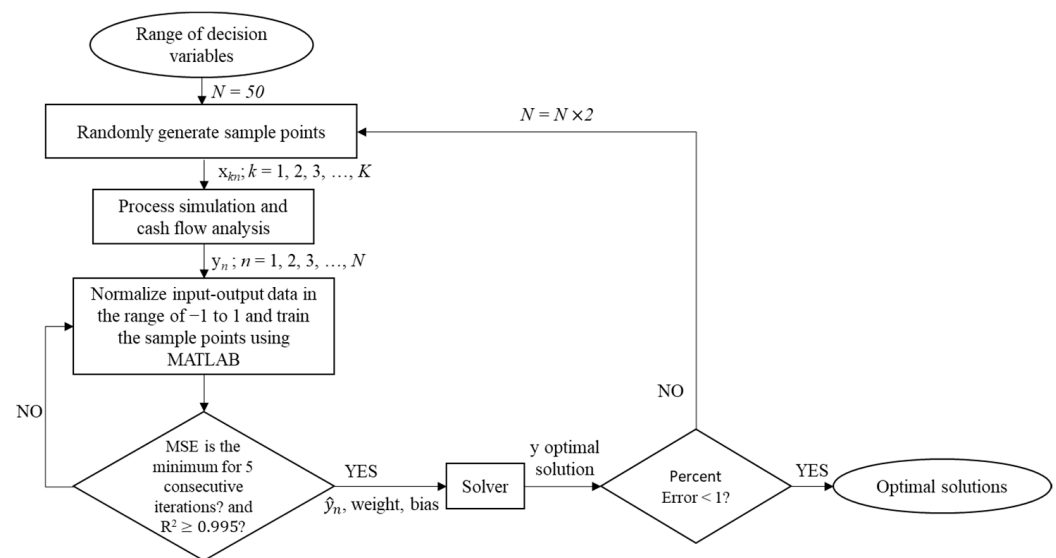 Range of decision
variables
N = 50
Randomly generate sample points
N = N ×2
xkn; k = 1, 2, 3, …, K
Process simulation and
cash flow analysis
yn ; n = 1, 2, 3, …, N
Normalize input-output data in
the range of −1 to 1 and train
the sample points using
MATLAB
NO
MSE is the
minimum for 5
consecutive
iterations? and
R² ≥ 0.995?
YES
ŷn, weight, bias
Solver
y optimal
solution
NO
Percent
Error < 1?
YES
Optimal solutions